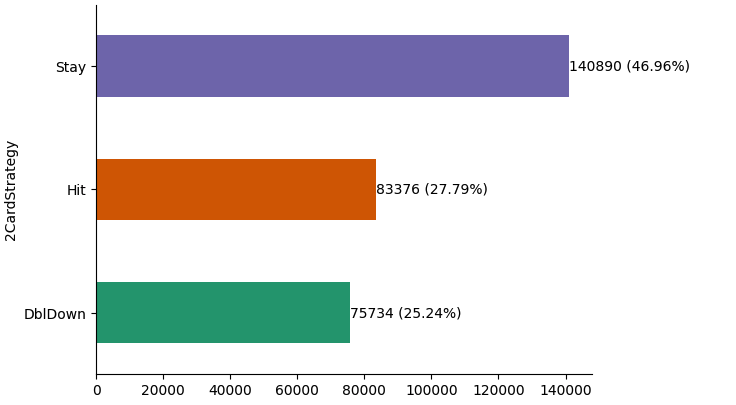 2CardStrategy
Stay
140890 (46.96%)
Hit
83376 (27.79%)
DblDown
75734 (25.24%)
0 20000 40000 60000 80000 100000 120000 140000